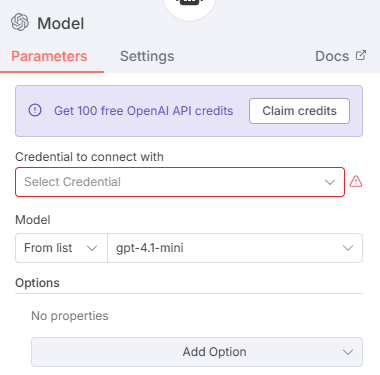 Model
Parameters Settings Docs
Get 100 free OpenAI API credits Claim credits
Credential to connect with
Select Credential
Model
From list gpt-4.1-mini
Options
No properties
Add Option